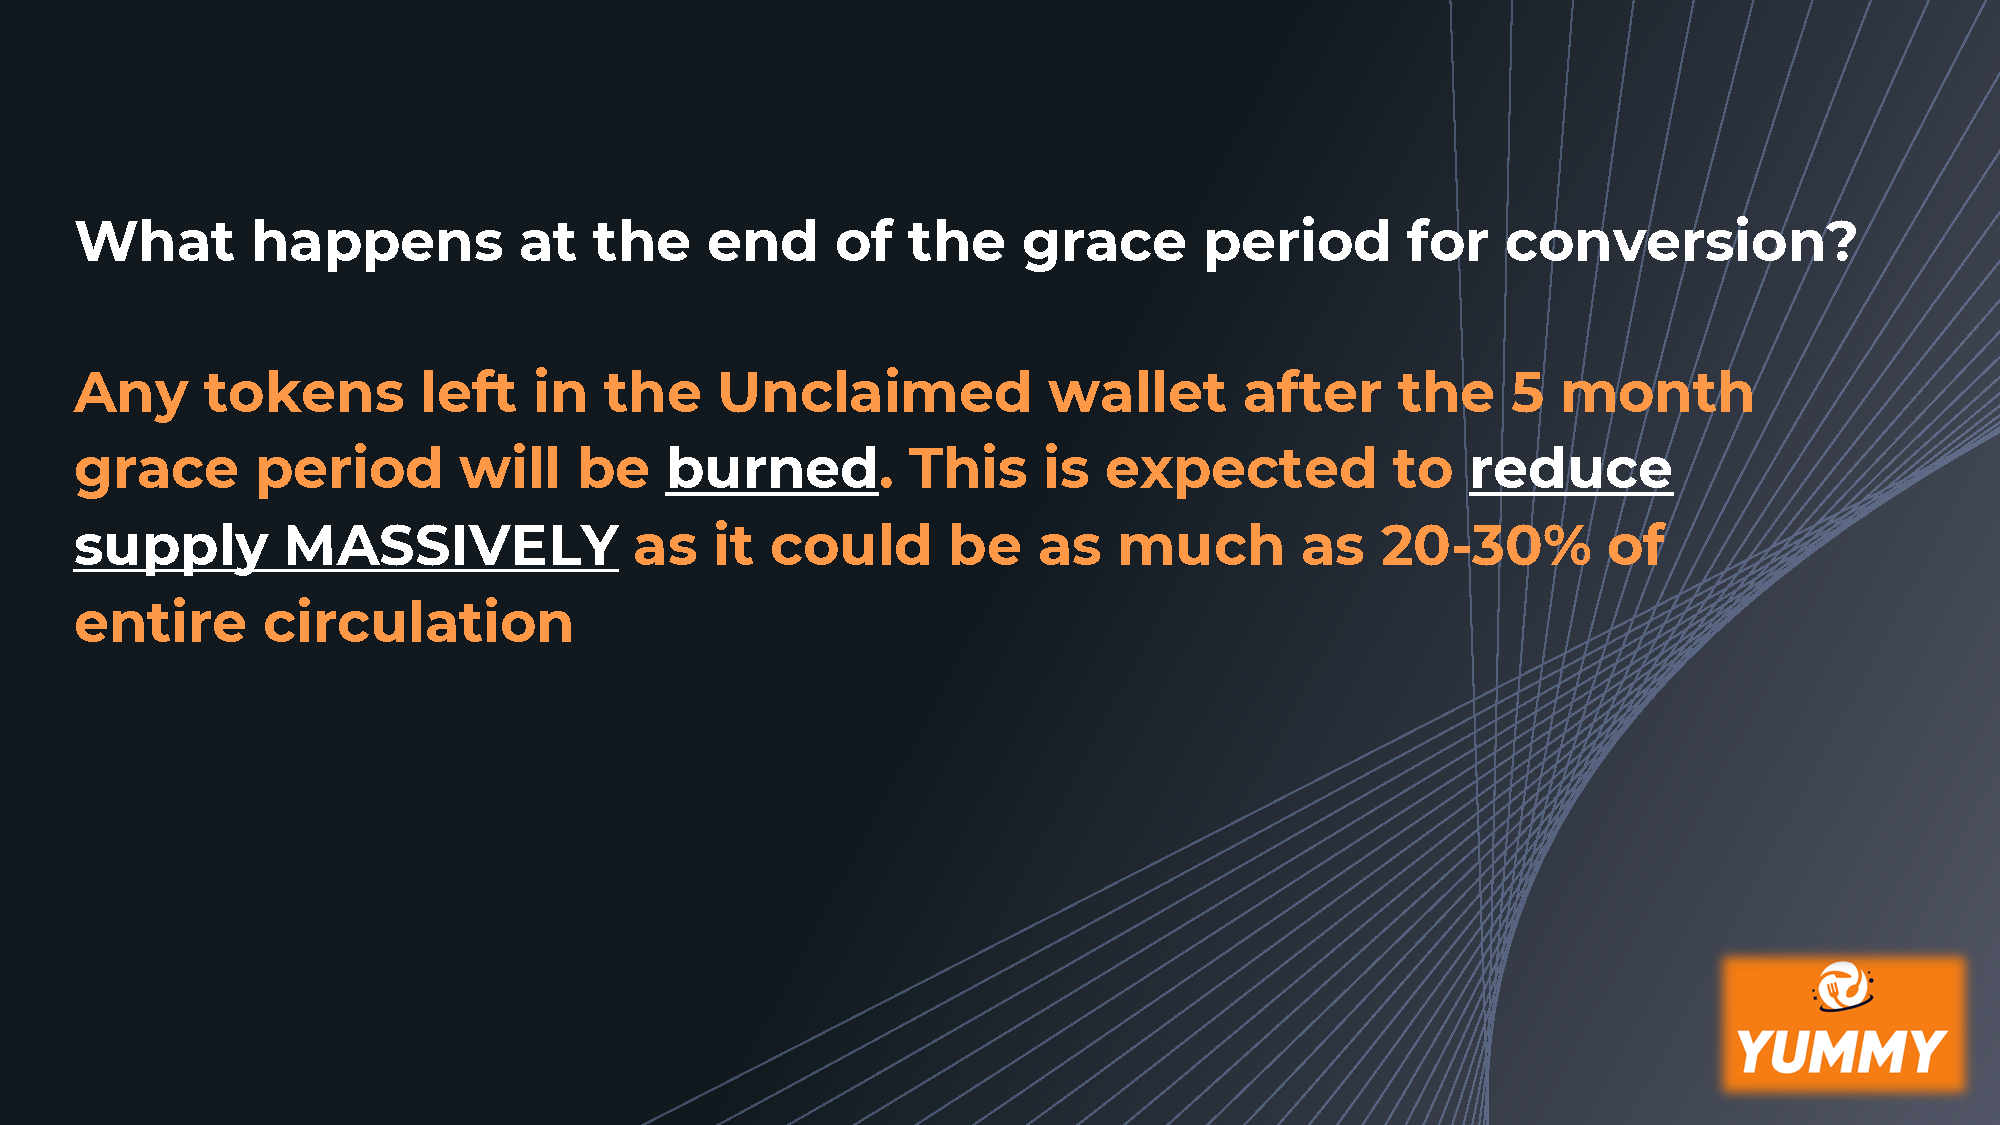 What happens at the end of the grace period for conversion?
Any tokens left in the Unclaimed wallet after the 5 month
grace period will be burned. This is expected to reduce
supply MASSIVELY as it could be as much as 20-30% of
entire circulation
YUMMY